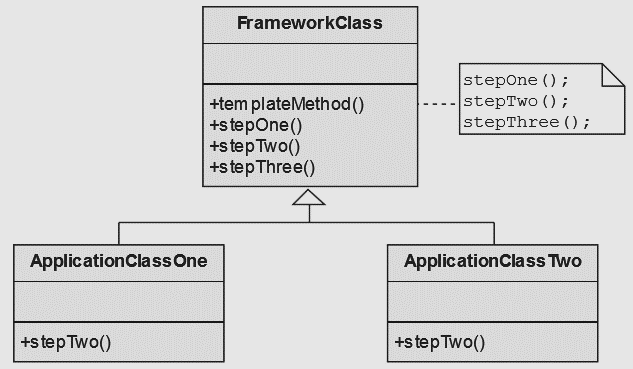 FrameworkClass
+templateMethod()
+stepOne()
+stepTwo()
+stepThree()
stepOne();
stepTwo();
stepThree();
ApplicationClassOne
+stepTwo()
ApplicationClassTwo
+stepTwo()